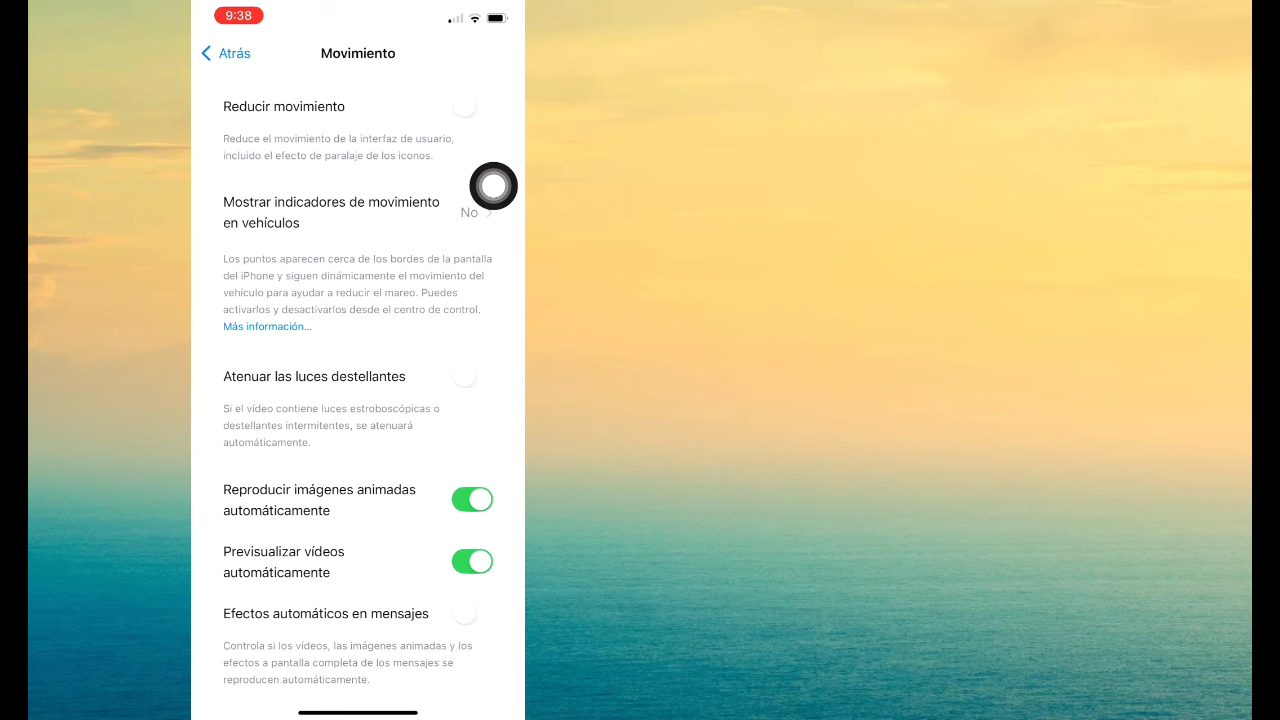 9:38
Atrás
Movimiento
Reducir movimiento
Reduce el movimiento de la interfaz de usuario,
incluido el efecto de paralaje de los iconos.
Mostrar indicadores de movimiento
en vehículos
No
Los puntos aparecen cerca de los bordes de la pantalla
del iPhone y siguen dinámicamente el movimiento del
vehículo para ayudar a reducir el mareo. Puedes
activarlos y desactivarlos desde el centro de control.
Más información...
Atenuar las luces destellantes
Si el vídeo contiene luces estroboscópicas o
destellantes intermitentes, se atenuará
automáticamente.
Reproducir imágenes animadas
automáticamente
Previsualizar vídeos
automáticamente
Efectos automáticos en mensajes
Controla si los vídeos, las imágenes animadas y los
efectos a pantalla completa de los mensajes se
reproducen automáticamente.